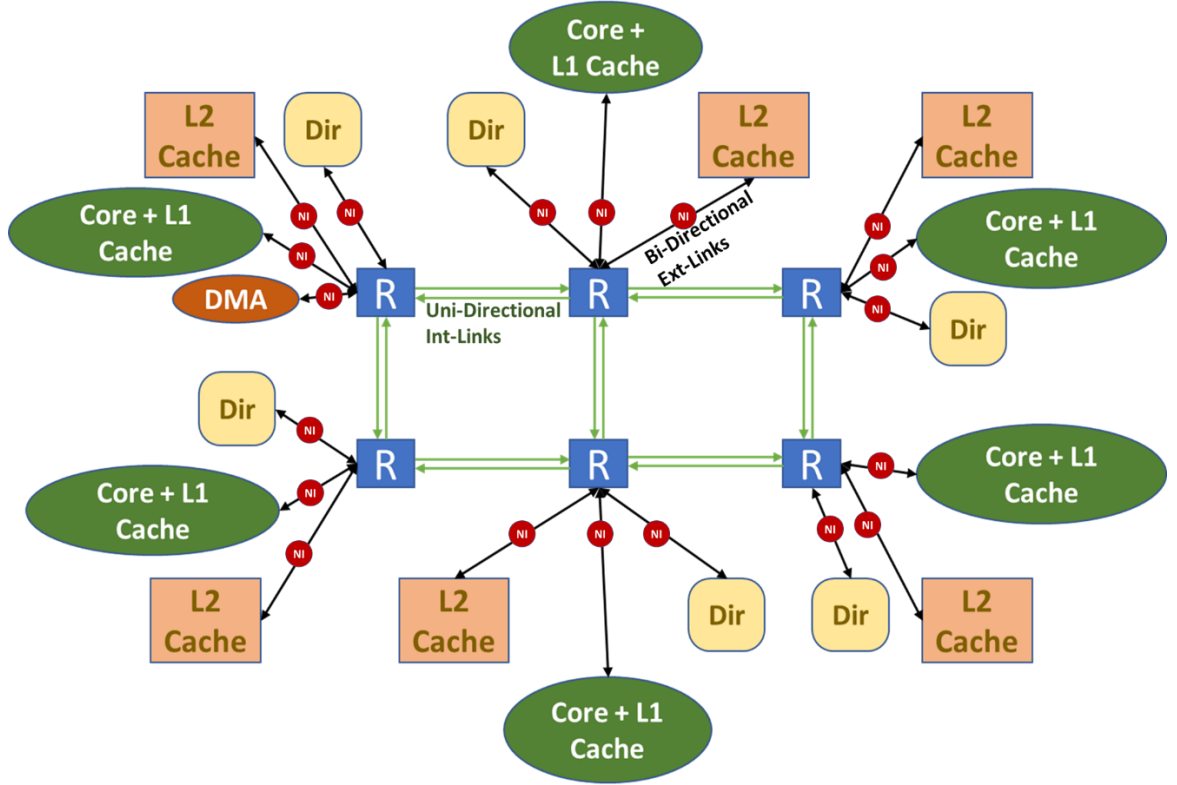 Core +
L1 Cache
L2
Cache
Dir
Dir
L2
Cache
L2
Cache
Core + L1
Cache
NI
NI
NI
NI
NI
Bi-Directional
Ext-Links
NI
Core + L1
Cache
NI
NI
DMA
NI
R
R
R
NI
Uni-Directional
Int-Links
Dir
Dir
NI
Core + L1
Cache
NI
R
R
R
NI
Core + L1
Cache
NI
NI
NI
NI
NI
NI
L2
Cache
L2
Cache
Dir
Dir
L2
Cache
Core + L1
Cache